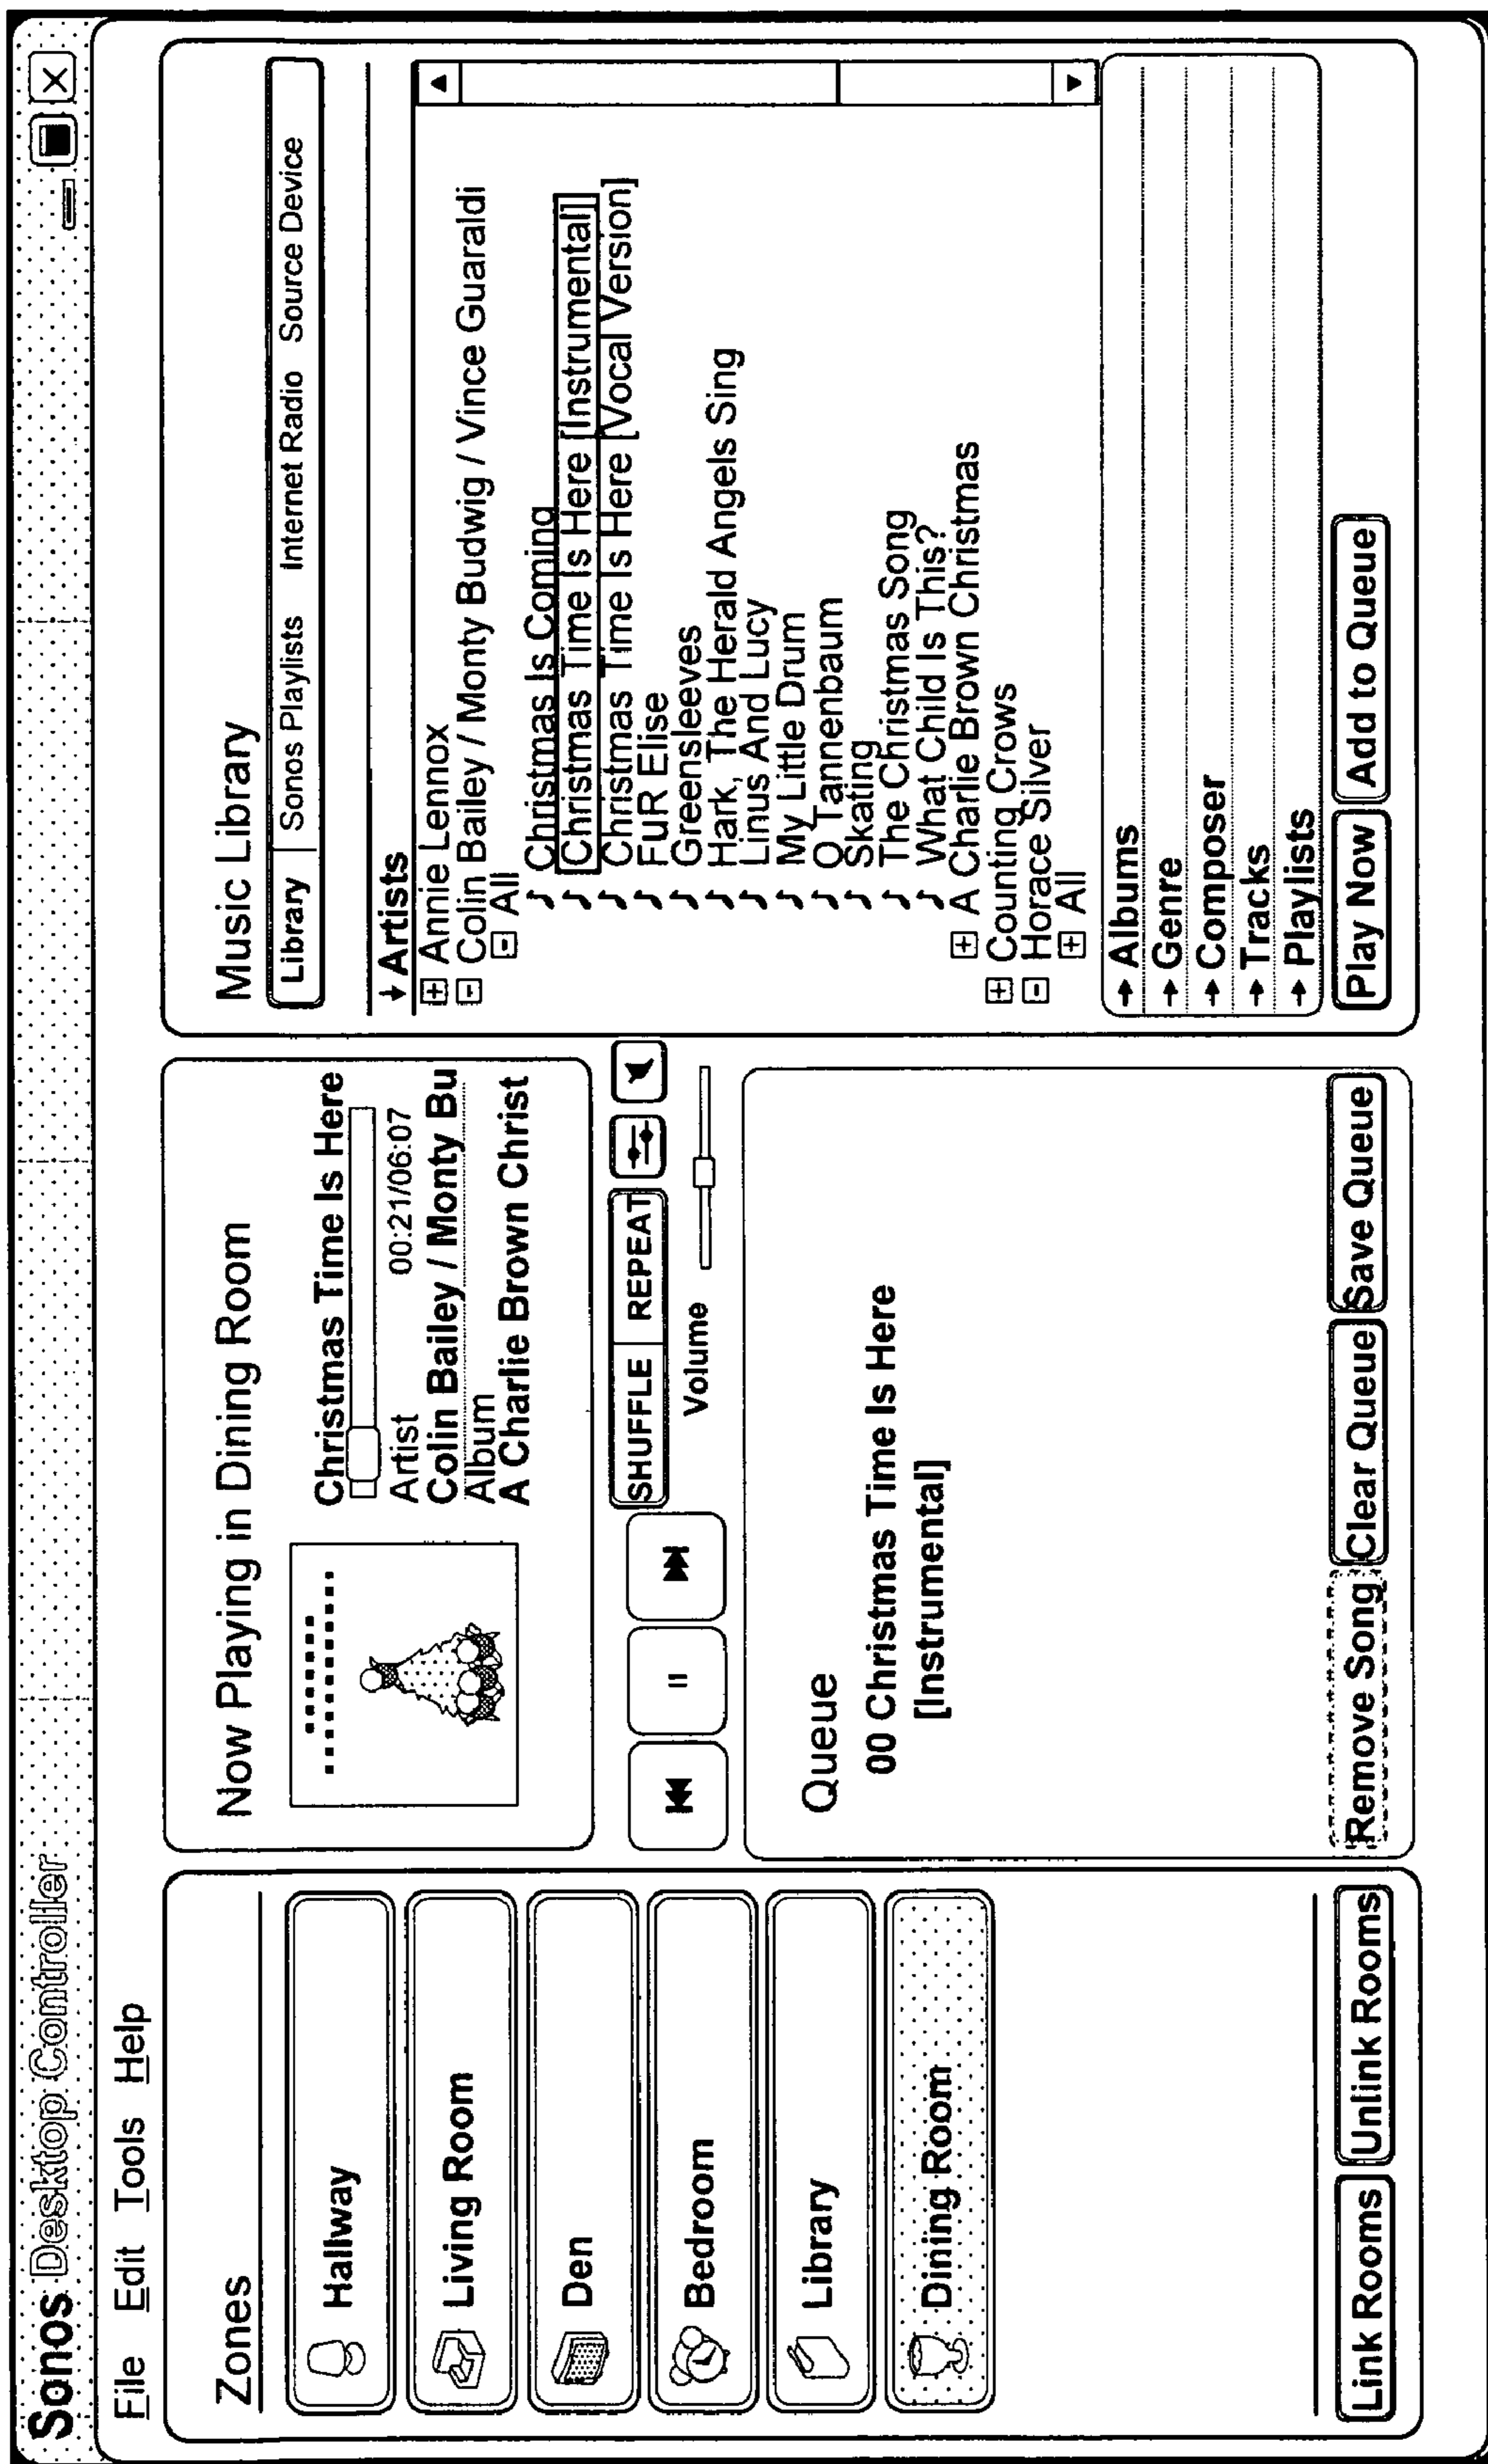 Sonos Desktop Controller
File Edit Tools Help
Zones
Hallway
Living Room
Den
Bedroom
Library
Dining Room
Link Rooms Unlink Rooms
Now Playing in Dining Room
Christmas Time Is Here
00:21/06:07
Artist
Colin Bailey / Monty Bu
Album
A Charlie Brown Christ
SHUFFLE REPEAT
Volume
Queue
00 Christmas Time Is Here
[Instrumental]
Remove Song Clear Queue Save Queue
Music Library
Library Sonos Playlists Internet Radio Source Device
Artists
Annie Lennox
Colin Bailey / Monty Budwig / Vince Guaraldi
All
Christmas Is Coming
Christmas Time Is Here [Instrumental]
Christmas Time Is Here [Vocal Version]
FuR Elise
Greensleeves
Hark, The Herald Angels Sing
Linus And Lucy
My Little Drum
O Tannenbaum
Skating
The Christmas Song
What Child Is This?
A Charlie Brown Christmas
Counting Crows
Horace Silver
All
Albums
Genre
Composer
Tracks
Playlists
Play Now Add to Queue